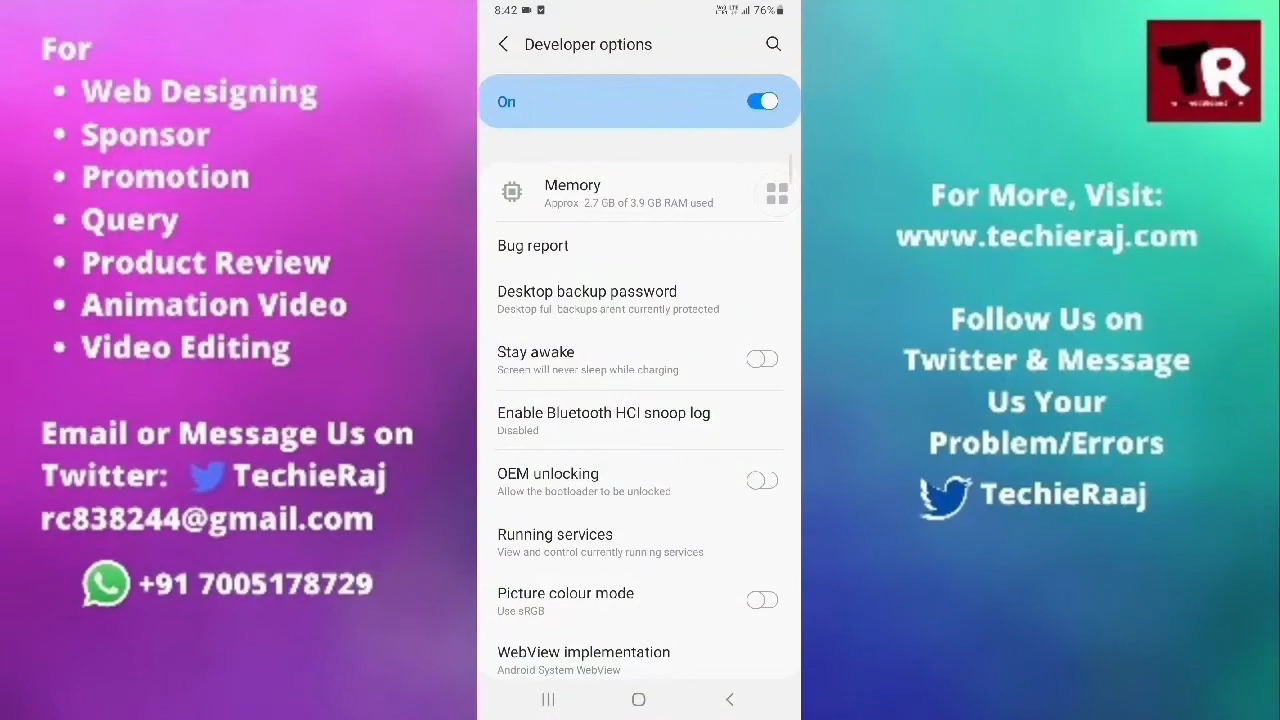 For
• Web Designing
• Sponsor
• Promotion
• Query
• Product Review
• Animation Video
• Video Editing
Email or Message Us on
Twitter: TechieRaj
rc838244@gmail.com
+91 7005178729
8:42
76%
Developer options
On
Memory
Approx 2.7 GB of 3.9 GB RAM used
Bug report
Desktop backup password
Desktop full backups arent currently protected
Stay awake
Screen will never sleep while charging
Enable Bluetooth HCI snoop log
Disabled
OEM unlocking
Allow the bootloader to be unlocked
Running services
View and control currently running services
Picture colour mode
Use sRGB
WebView implementation
Android System WebView
TR
For More, Visit:
www.techieraj.com
Follow Us on
Twitter & Message
Us Your
Problem/Errors
TechieRaaj